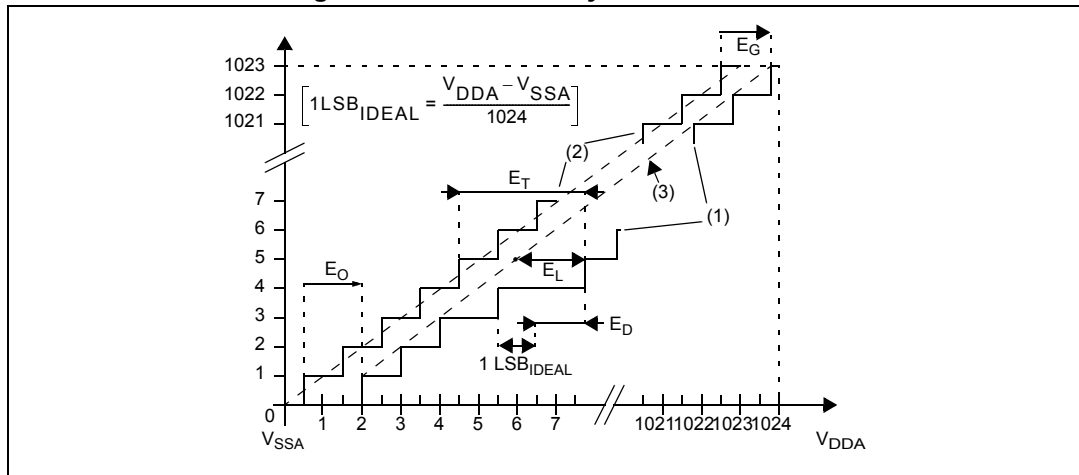 E_G
1023
1022
1021
[1LSB_IDEAL = (V_DDA – V_SSA) / 1024]
(2)
(3)
(1)
E_T
7
6
5
4
3
2
1
0
E_O
E_L
E_D
1 LSB_IDEAL
1 2 3 4 5 6 7 1021 1022 1023 1024
V_SSA
V_DDA